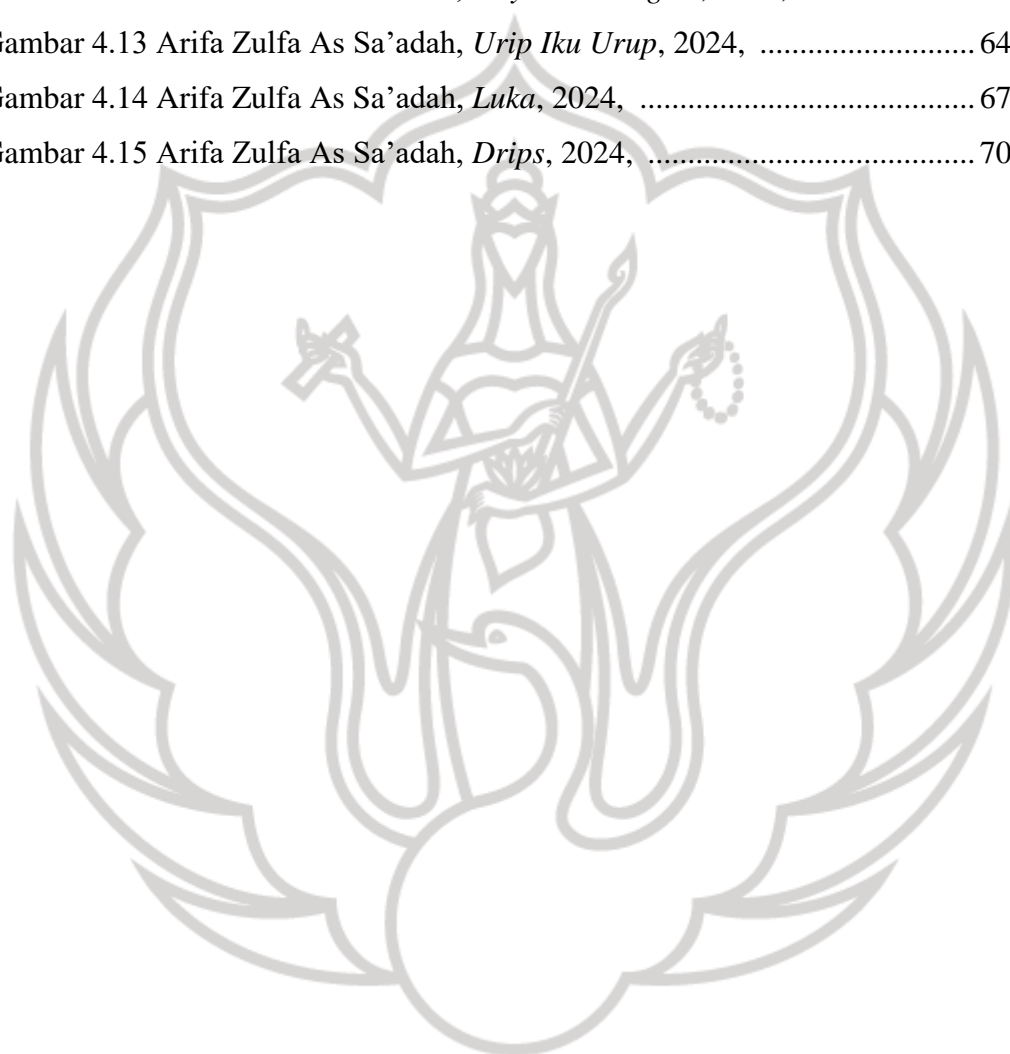 Gambar 4.13 Arifa Zulfa As Sa’adah, Urip Iku Urup, 2024, ........................... 64
Gambar 4.14 Arifa Zulfa As Sa’adah, Luka, 2024, .......................................... 67
Gambar 4.15 Arifa Zulfa As Sa’adah, Drips, 2024, ......................................... 70